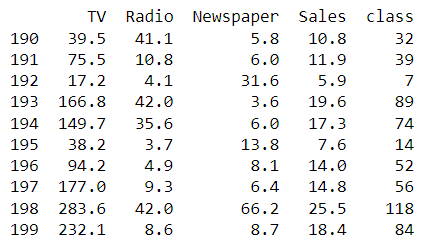 TV Radio Newspaper Sales class
190 39.5 41.1 5.8 10.8 32
191 75.5 10.8 6.0 11.9 39
192 17.2 4.1 31.6 5.9 7
193 166.8 42.0 3.6 19.6 89
194 149.7 35.6 6.0 17.3 74
195 38.2 3.7 13.8 7.6 14
196 94.2 4.9 8.1 14.0 52
197 177.0 9.3 6.4 14.8 56
198 283.6 42.0 66.2 25.5 118
199 232.1 8.6 8.7 18.4 84